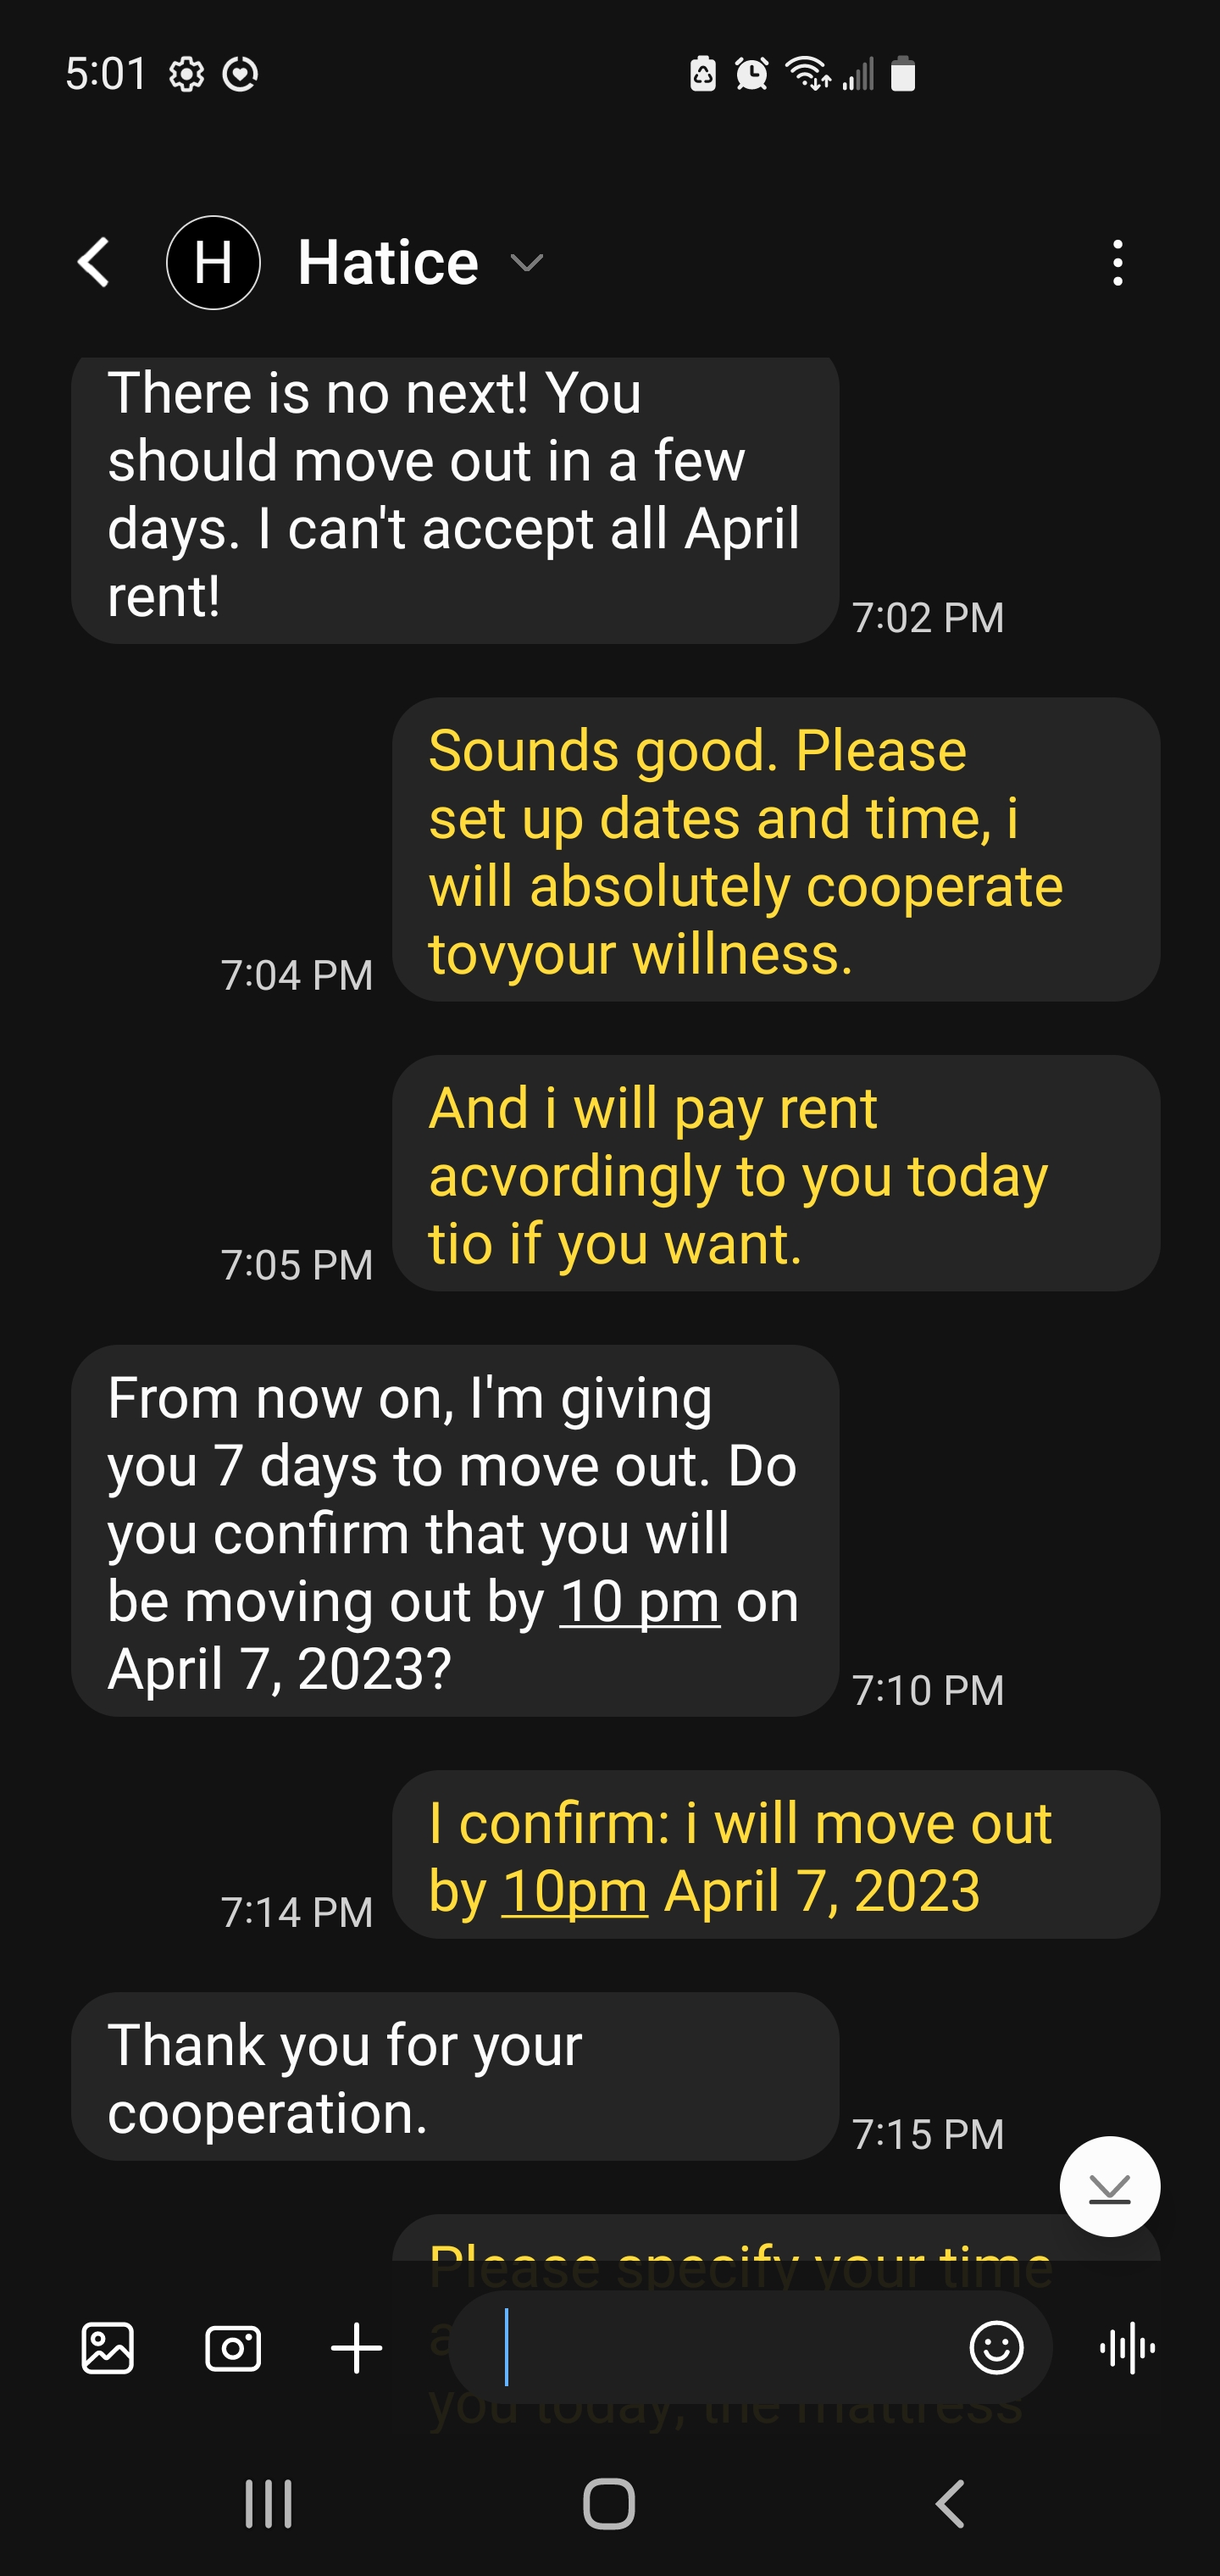 5:01
H Hatice
There is no next! You
should move out in a few
days. I can't accept all April
rent!
7:02 PM
Sounds good. Please
set up dates and time, i
will absolutely cooperate
tovyour willness.
7:04 PM
And i will pay rent
acvordingly to you today
tio if you want.
7:05 PM
From now on, I'm giving
you 7 days to move out. Do
you confirm that you will
be moving out by 10 pm on
April 7, 2023?
7:10 PM
I confirm: i will move out
by 10pm April 7, 2023
7:14 PM
Thank you for your
cooperation.
7:15 PM
Please specify your time
you today, the mattress